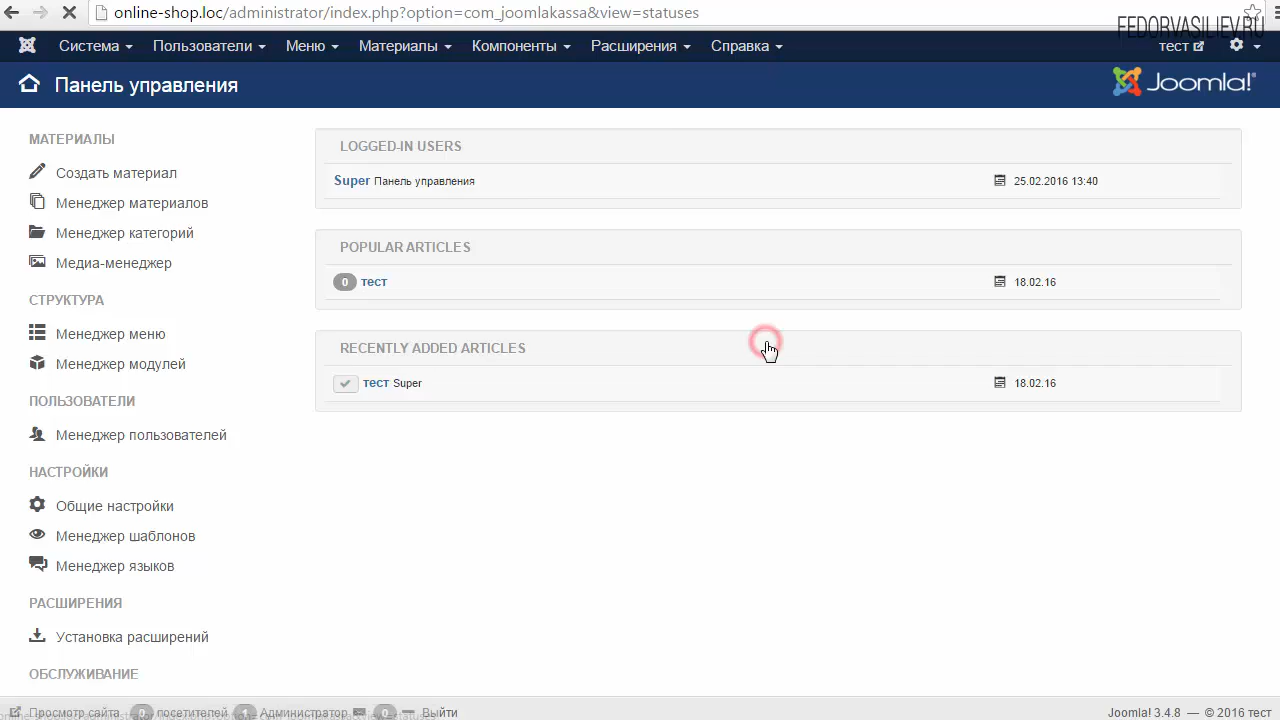 online-shop.loc/administrator/index.php?option=com_joomlakassa&view=statuses
FEDORVASILIEV.RU
Система Пользователи Меню Материалы Компоненты Расширения Справка тест
Панель управления Joomla!®
МАТЕРИАЛЫ
Создать материал
Менеджер материалов
Менеджер категорий
Медиа-менеджер
СТРУКТУРА
Менеджер меню
Менеджер модулей
ПОЛЬЗОВАТЕЛИ
Менеджер пользователей
НАСТРОЙКИ
Общие настройки
Менеджер шаблонов
Менеджер языков
РАСШИРЕНИЯ
Установка расширений
ОБСЛУЖИВАНИЕ
LOGGED-IN USERS
Super Панель управления 25.02.2016 13:40
POPULAR ARTICLES
0 тест 18.02.16
RECENTLY ADDED ARTICLES
тест Super 18.02.16
Просмотр сайта 0 посетителей 1 Администратор 0 Выйти
Joomla! 3.4.8 — © 2016 тест